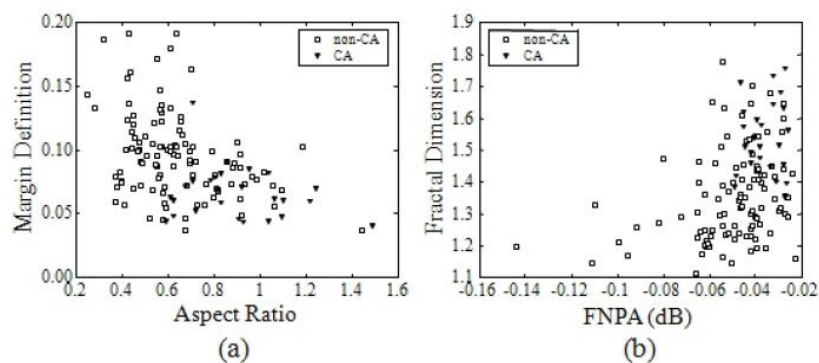 0.20
0.15
0.10
0.05
0.00
Margin Definition
non-CA
CA
0.2 0.4 0.6 0.8 1 1.2 1.4 1.6
Aspect Ratio
(a)
1.9
1.8
1.7
1.6
1.5
1.4
1.3
1.2
1.1
Fractal Dimension
non-CA
CA
-0.16 -0.14 -0.12 -0.10 -0.08 -0.06 -0.04 -0.02
FNPA (dB)
(b)